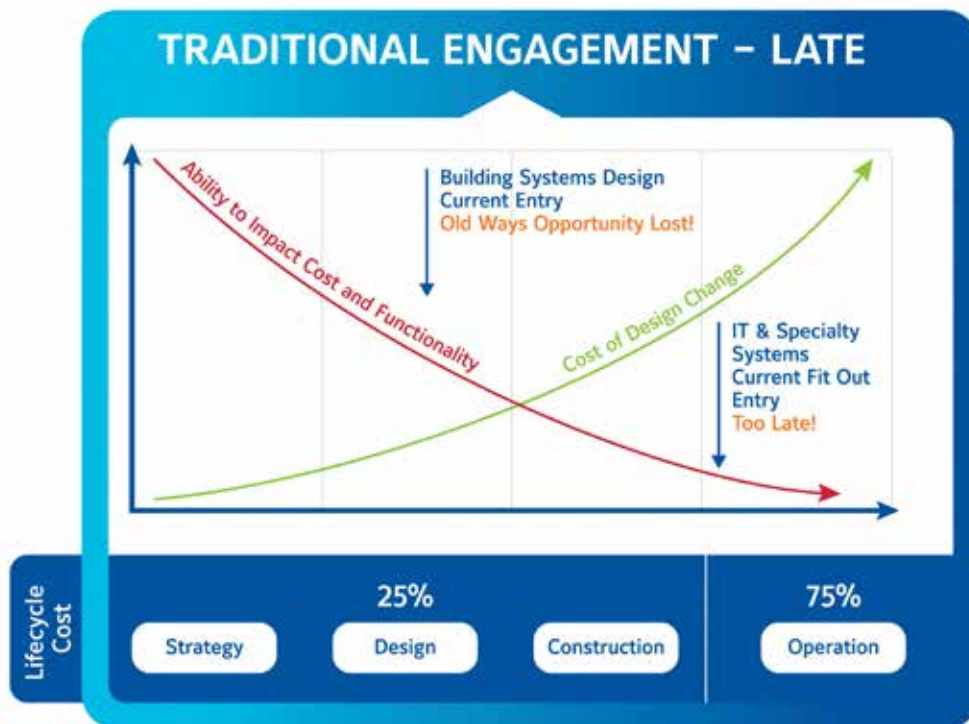 TRADITIONAL ENGAGEMENT – LATE
Ability to Impact Cost and Functionality
Building Systems Design
Current Entry
Old Ways Opportunity Lost!
Cost of Design Change
IT & Specialty
Systems
Current Fit Out
Entry
Too Late!
Lifecycle
Cost
25%
75%
Strategy
Design
Construction
Operation